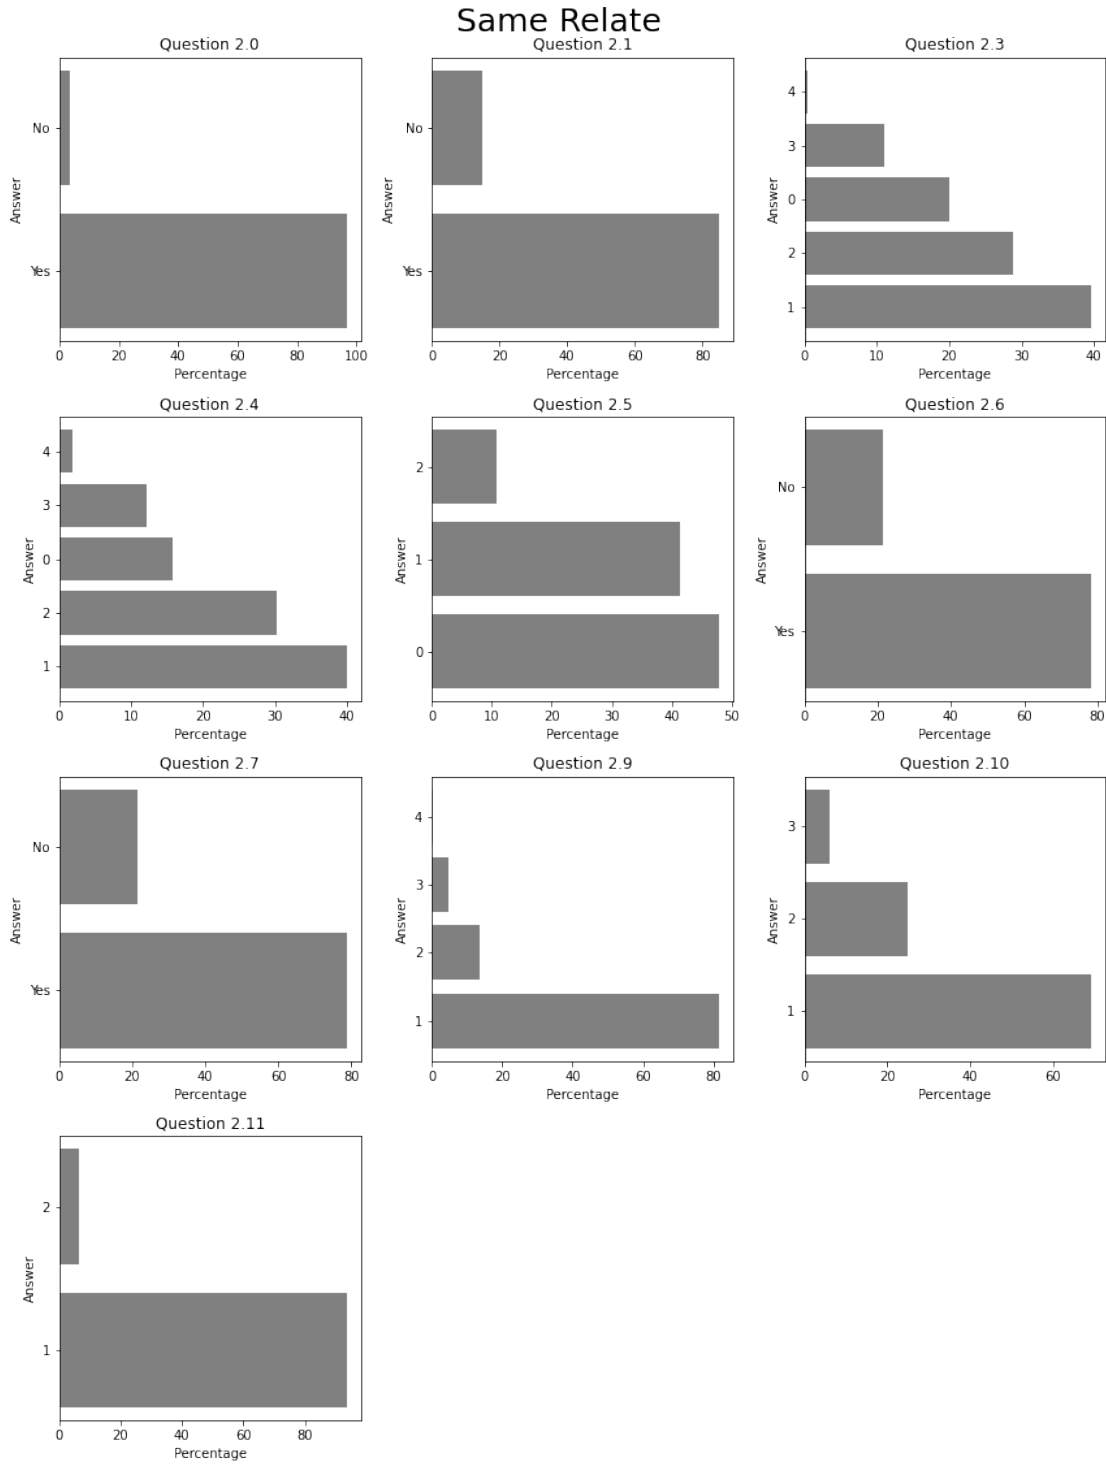 Same Relate
Question 2.0
Answer
No
Yes
0 20 40 60 80 100
Percentage
Question 2.1
Answer
No
Yes
0 20 40 60 80
Percentage
Question 2.3
Answer
4
3
0
2
1
0 10 20 30 40
Percentage
Question 2.4
Answer
4
3
0
2
1
0 10 20 30 40
Percentage
Question 2.5
Answer
2
1
0
0 10 20 30 40 50
Percentage
Question 2.6
Answer
No
Yes
0 20 40 60 80
Percentage
Question 2.7
Answer
No
Yes
0 20 40 60 80
Percentage
Question 2.9
Answer
4
3
2
1
0 20 40 60 80
Percentage
Question 2.10
Answer
3
2
1
0 20 40 60
Percentage
Question 2.11
Answer
2
1
0 20 40 60 80
Percentage